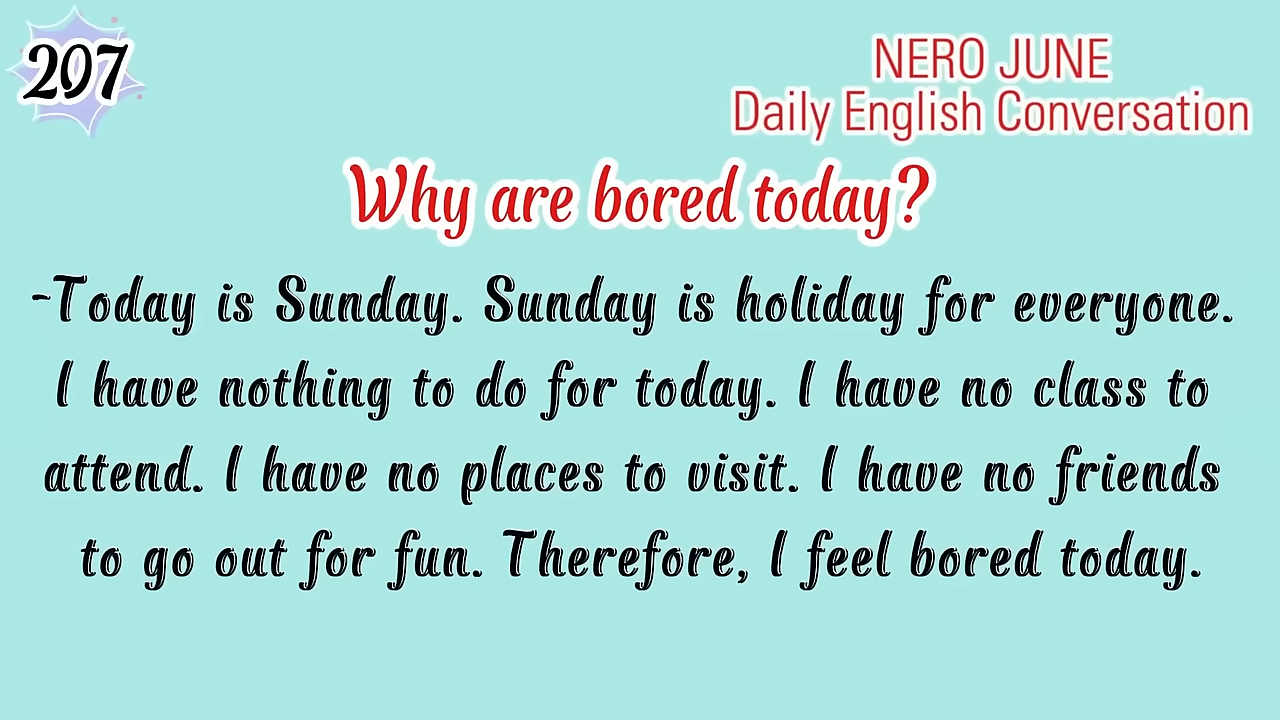 207
NERO JUNE
Daily English Conversation
Why are bored today?
-Today is Sunday. Sunday is holiday for everyone.
I have nothing to do for today. I have no class to
attend. I have no places to visit. I have no friends
to go out for fun. Therefore, I feel bored today.